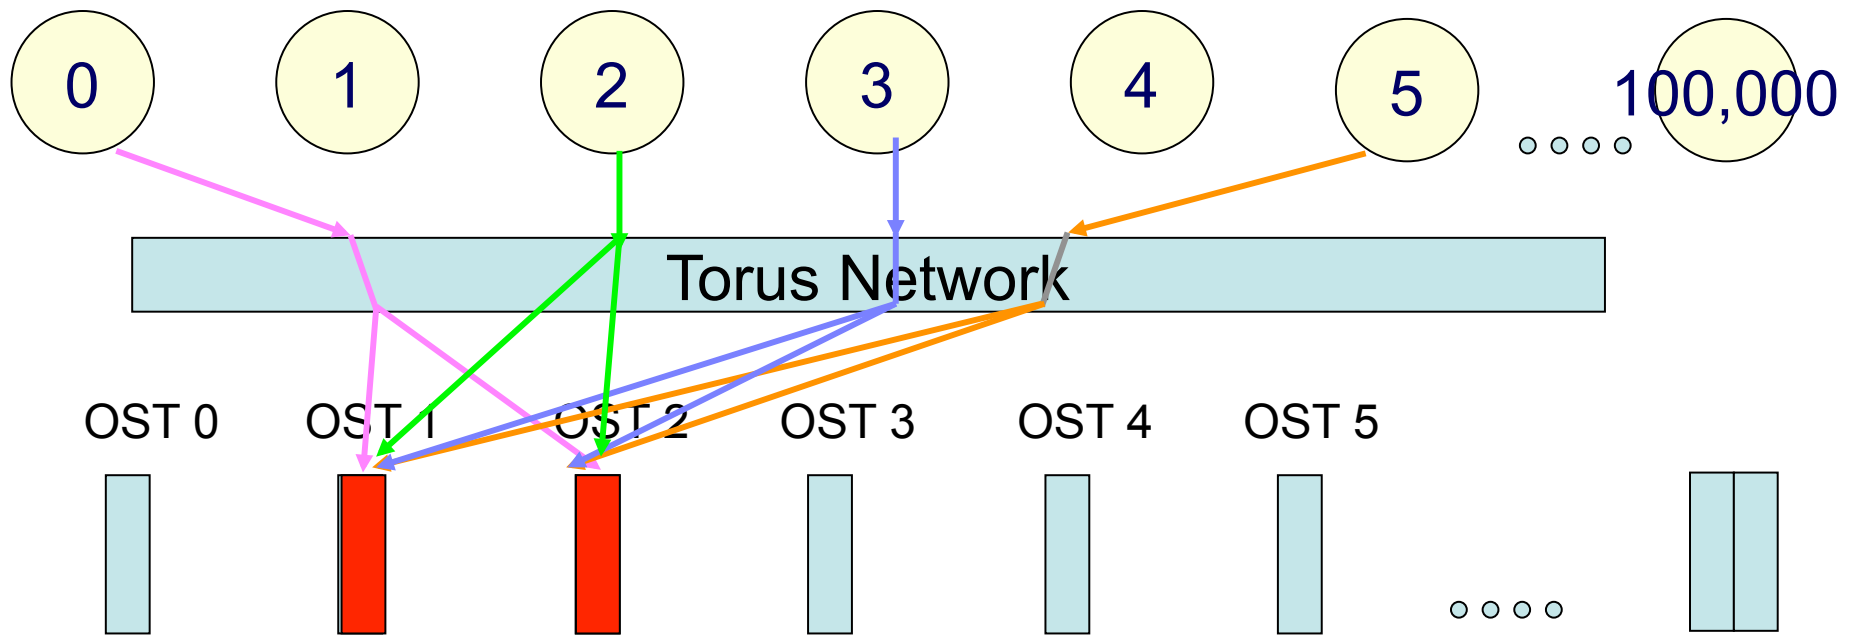 0 1 2 3 4 5 100,000
Torus Network
OST 0 OST 1 OST 2 OST 3 OST 4 OST 5